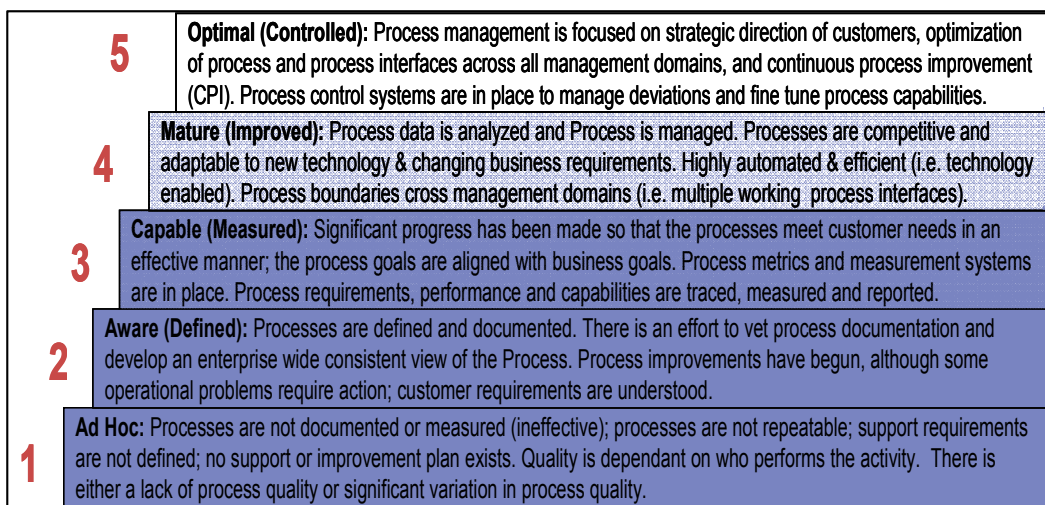 5
Optimal (Controlled): Process management is focused on strategic direction of customers, optimization
of process and process interfaces across all management domains, and continuous process improvement
(CPI). Process control systems are in place to manage deviations and fine tune process capabilities.
4
Mature (Improved): Process data is analyzed and Process is managed. Processes are competitive and
adaptable to new technology & changing business requirements. Highly automated & efficient (i.e. technology
enabled). Process boundaries cross management domains (i.e. multiple working process interfaces).
3
Capable (Measured): Significant progress has been made so that the processes meet customer needs in an
effective manner; the process goals are aligned with business goals. Process metrics and measurement systems
are in place. Process requirements, performance and capabilities are traced, measured and reported.
2
Aware (Defined): Processes are defined and documented. There is an effort to vet process documentation and
develop an enterprise wide consistent view of the Process. Process improvements have begun, although some
operational problems require action; customer requirements are understood.
1
Ad Hoc: Processes are not documented or measured (ineffective); processes are not repeatable; support requirements
are not defined; no support or improvement plan exists. Quality is dependant on who performs the activity. There is
either a lack of process quality or significant variation in process quality.